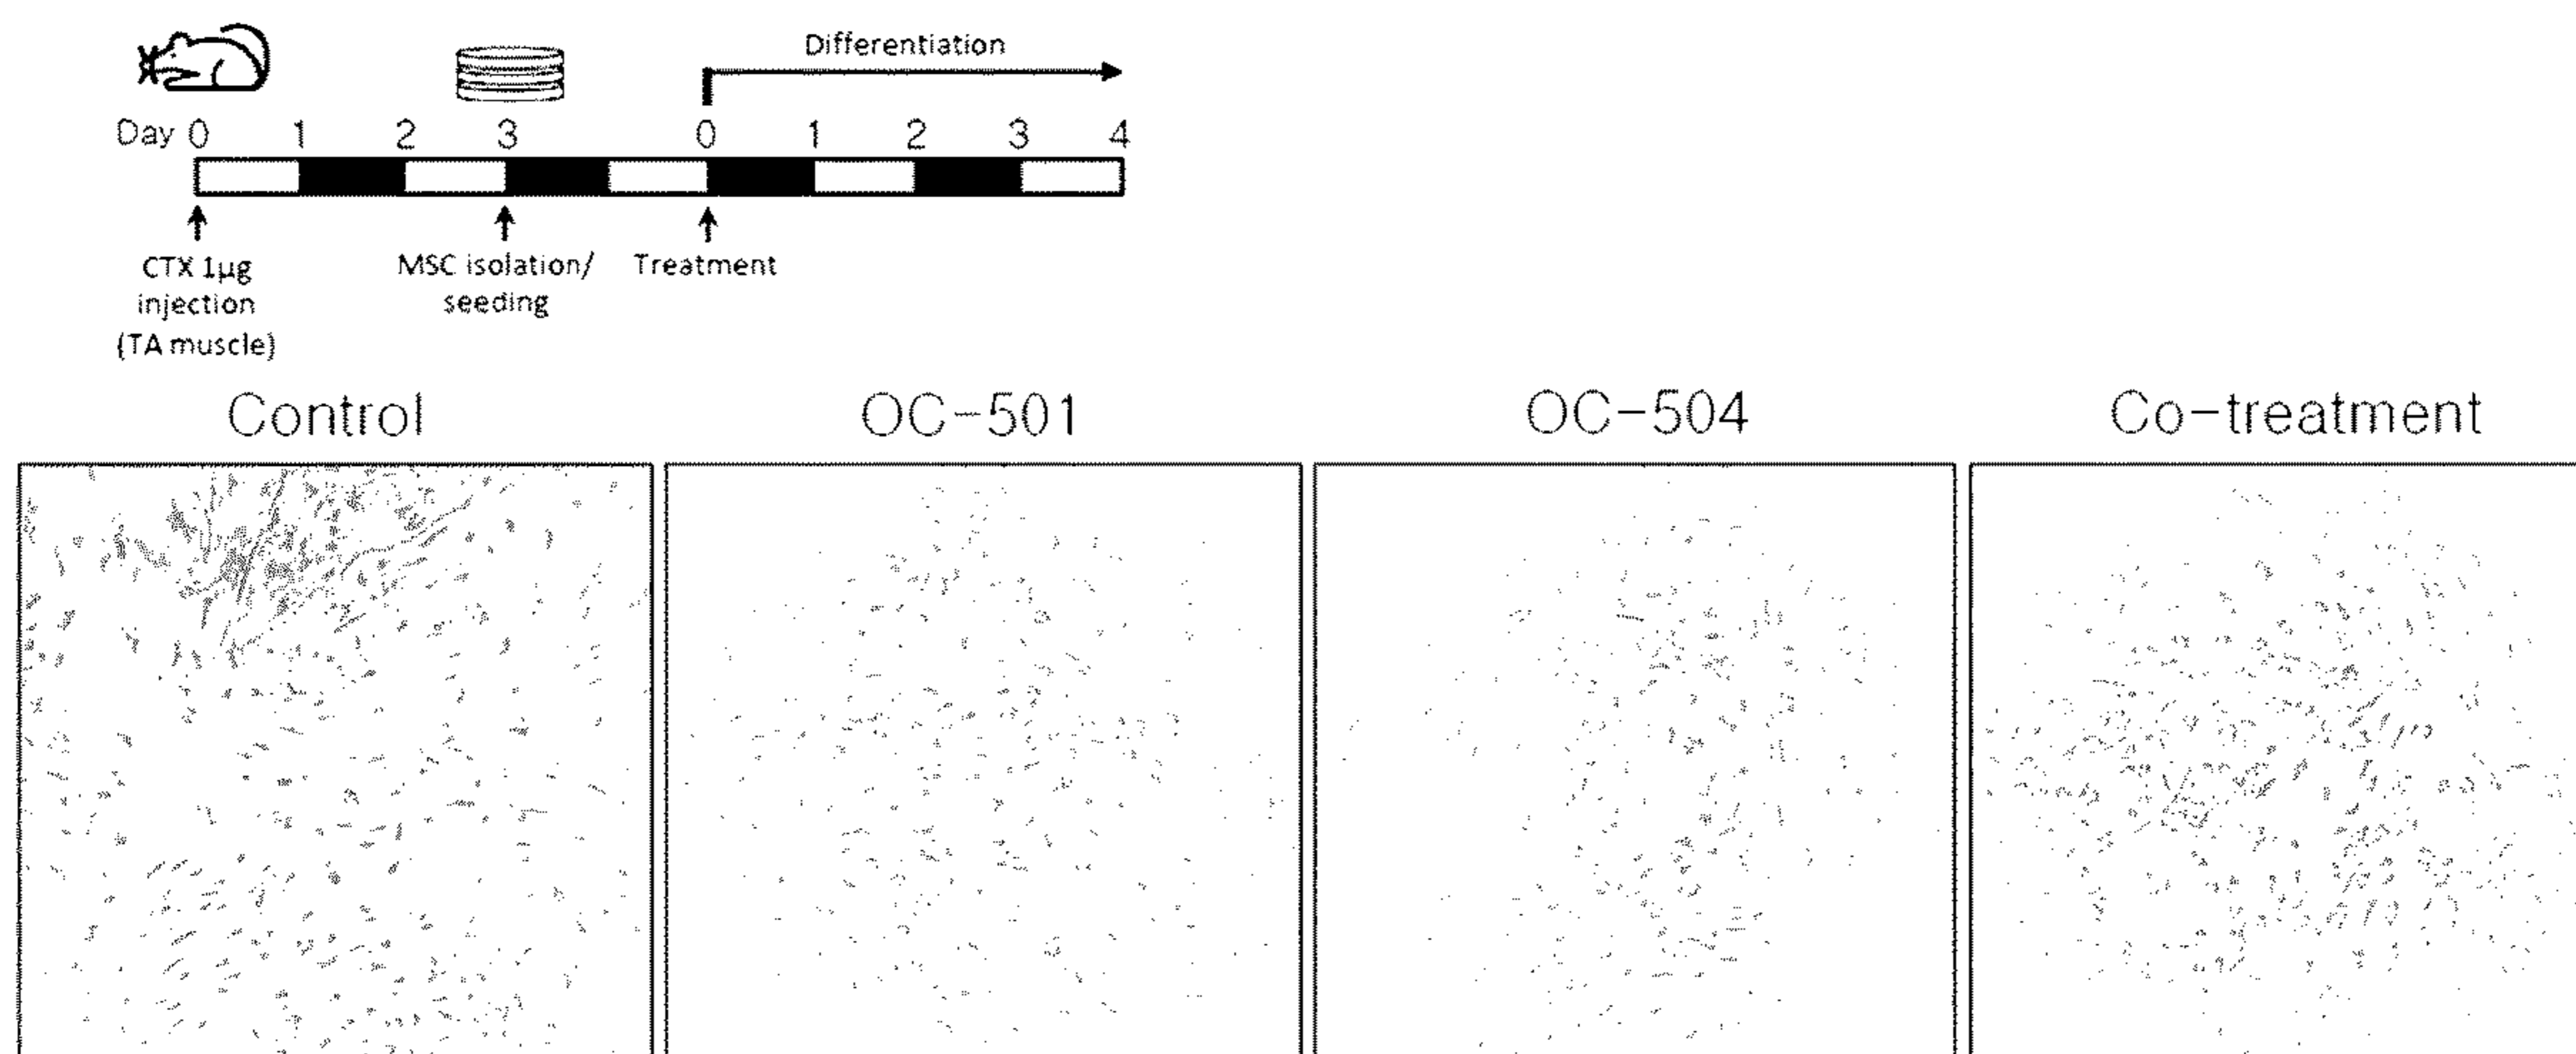 Differentiation
Day 0 1 2 3 0 1 2 3 4
CTX 1µg
injection
(TA muscle)
MSC isolation/
seeding
Treatment
Control OC-501 OC-504 Co-treatment